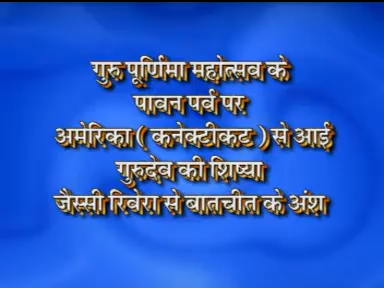 गुरु पूर्णिमा महोत्सव के
पावन पर्व पर
अमेरिका ( कनेक्टीकट ) से आई
गुरुदेव की शिष्या
जैस्सी रिवेरा से बातचीत के अंश